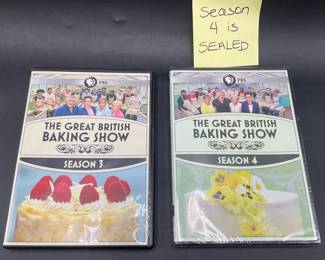 Season
4 is
SEALED
PBS
THE GREAT BRITISH
BAKING SHOW
SEASON 3
PBS
THE GREAT BRITISH
BAKING SHOW
SEASON 4